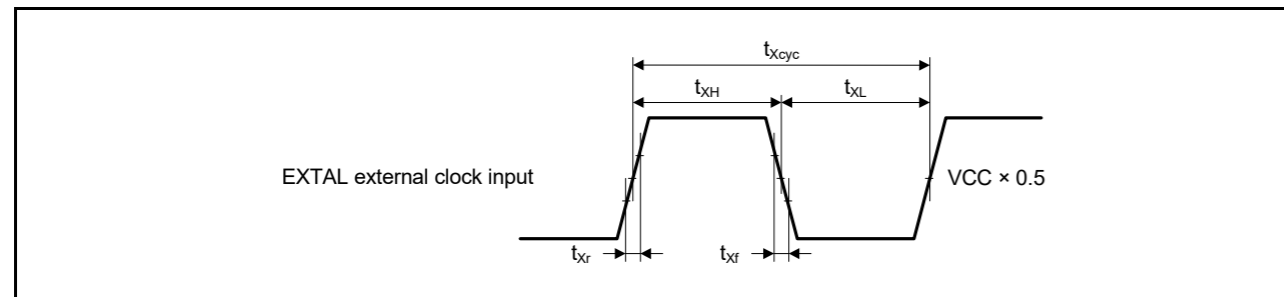 tXcyc
tXH
tXL
EXTAL external clock input
VCC × 0.5
tXr
tXf